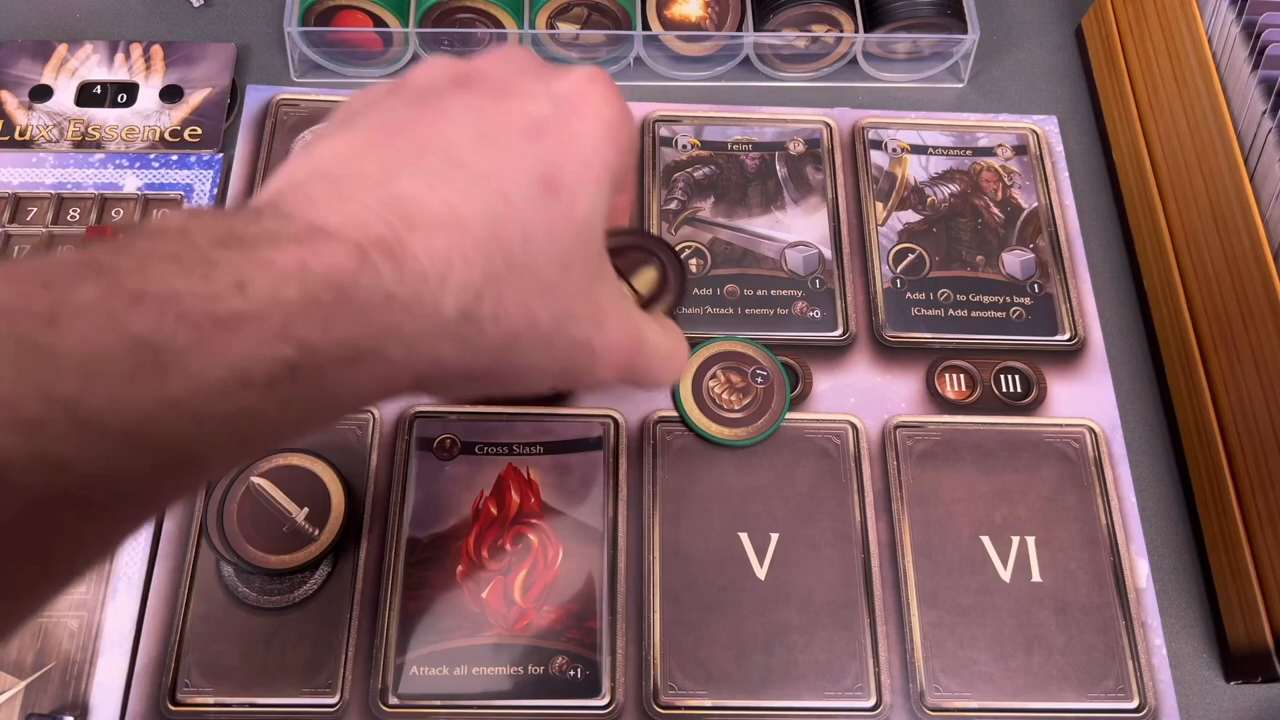 4 0
Lux Essence
7 8 9 10
17
Feint
P
1
Add 1 to an enemy.
[Chain] Attack 1 enemy for +0.
Advance
P
1
1
Add 1 to Grigory's bag.
[Chain] Add another.
III III
+1
Cross Slash
Attack all enemies for +1.
V
VI